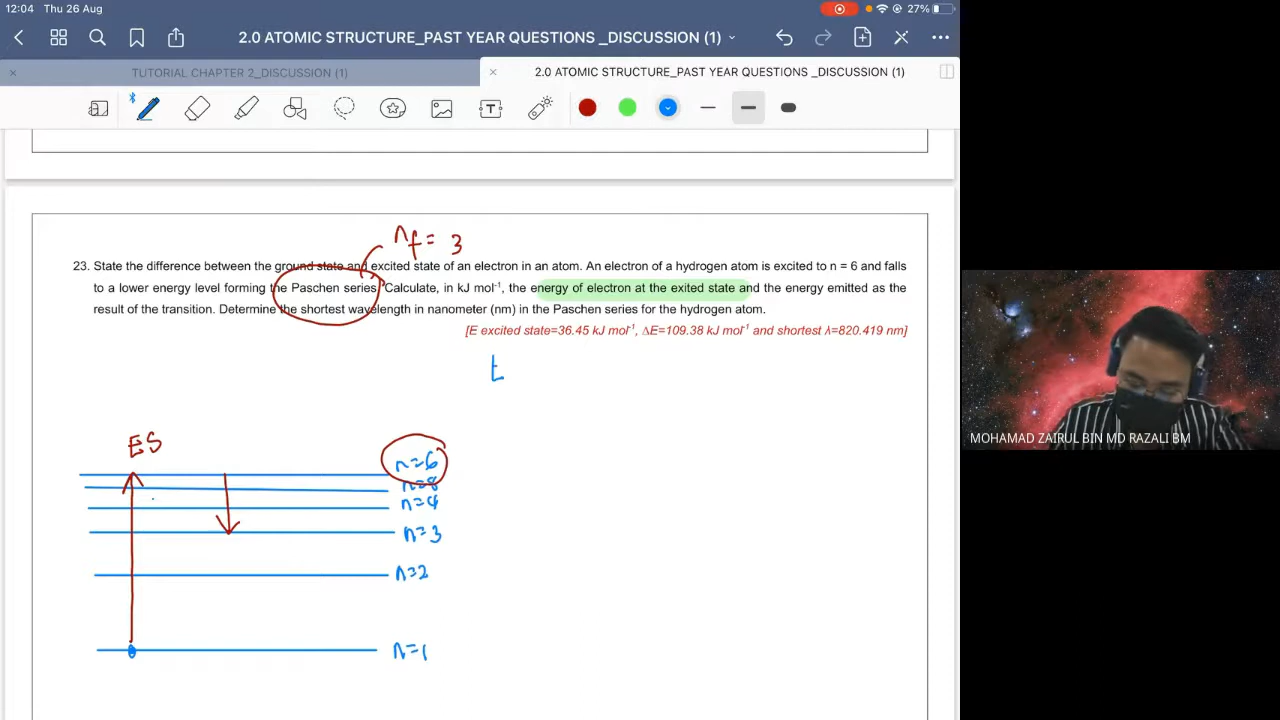 12:04 Thu 26 Aug
27%
2.0 ATOMIC STRUCTURE_PAST YEAR QUESTIONS _DISCUSSION (1)
TUTORIAL CHAPTER 2_DISCUSSION (1)
2.0 ATOMIC STRUCTURE_PAST YEAR QUESTIONS _DISCUSSION (1)
nf = 3
23. State the difference between the ground state and excited state of an electron in an atom. An electron of a hydrogen atom is excited to n = 6 and falls
to a lower energy level forming the Paschen series. Calculate, in kJ mol-1, the energy of electron at the exited state and the energy emitted as the
result of the transition. Determine the shortest wavelength in nanometer (nm) in the Paschen series for the hydrogen atom.
[E excited state=36.45 kJ mol-1, ΔE=109.38 kJ mol-1 and shortest λ=820.419 nm]
ES
n=6
n=4
n=3
n=2
n=1
MOHAMAD ZAIRUL BIN MD RAZALI BM